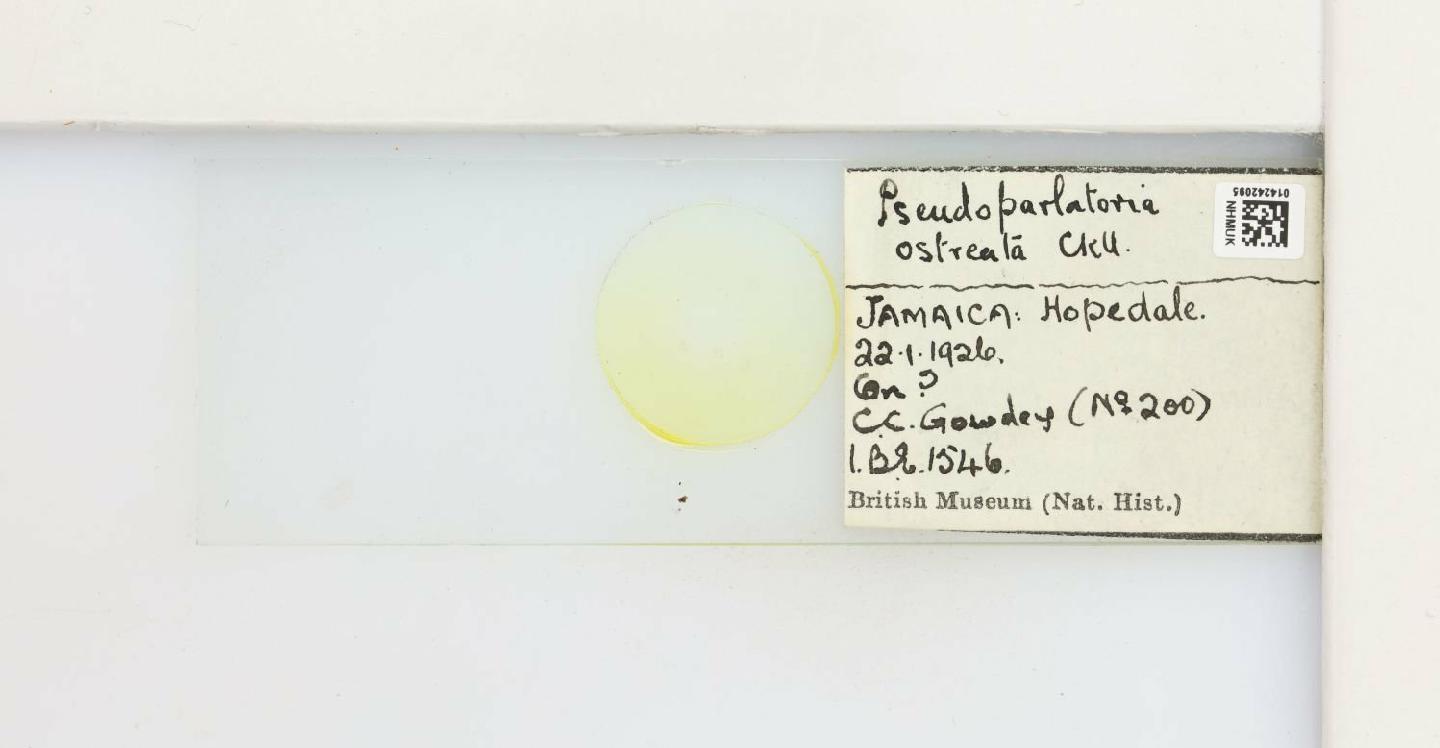 Pseudoparlatoria
ostreata Ckll.
JAMAICA: Hopedale.
22.1.1926.
On ?
C.C. Gowdey (No 200)
I.B.E. 1546.
British Museum (Nat. Hist.)
NHMUK
014242095